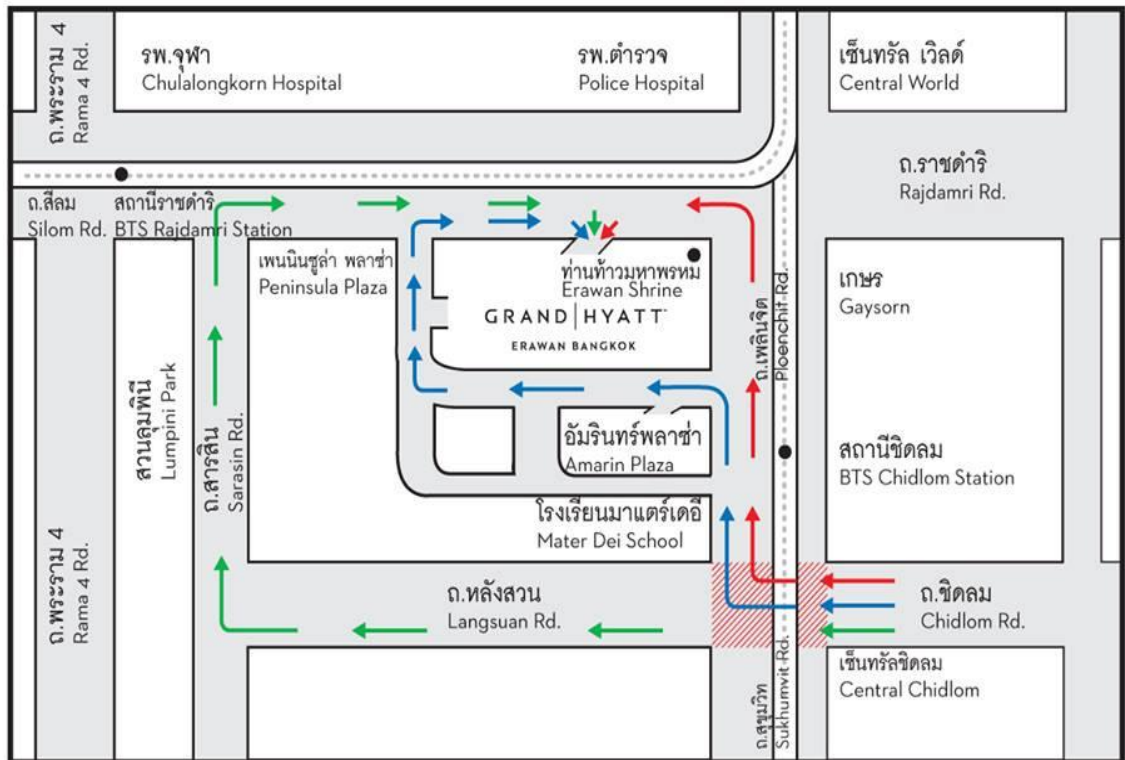 ถ.พระราม 4
Rama 4 Rd.
รพ.จุฬา
Chulalongkorn Hospital
รพ.ตำรวจ
Police Hospital
เซ็นทรัล เวิลด์
Central World
ถ.ราชดำริ
Rajdamri Rd.
ถ.สีลม
Silom Rd.
สถานีราชดำริ
BTS Rajdamri Station
เพนนินซูล่า พลาซ่า
Peninsula Plaza
ท่านท้าวมหาพรหม
Erawan Shrine
GRAND | HYATT
ERAWAN BANGKOK
ถ.เพลินจิต
Ploenchit Rd.
เกษร
Gaysorn
สวนลุมพินี
Lumpini Park
ถ.สารสิน
Sarasin Rd.
อัมรินทร์พลาซ่า
Amarin Plaza
สถานีชิดลม
BTS Chidlom Station
โรงเรียนมาแตร์เดอี
Mater Dei School
ถ.พระราม 4
Rama 4 Rd.
ถ.หลังสวน
Langsuan Rd.
ถ.ชิดลม
Chidlom Rd.
ถ.สุขุมวิท
Sukhumvit Rd.
เซ็นทรัลชิดลม
Central Chidlom